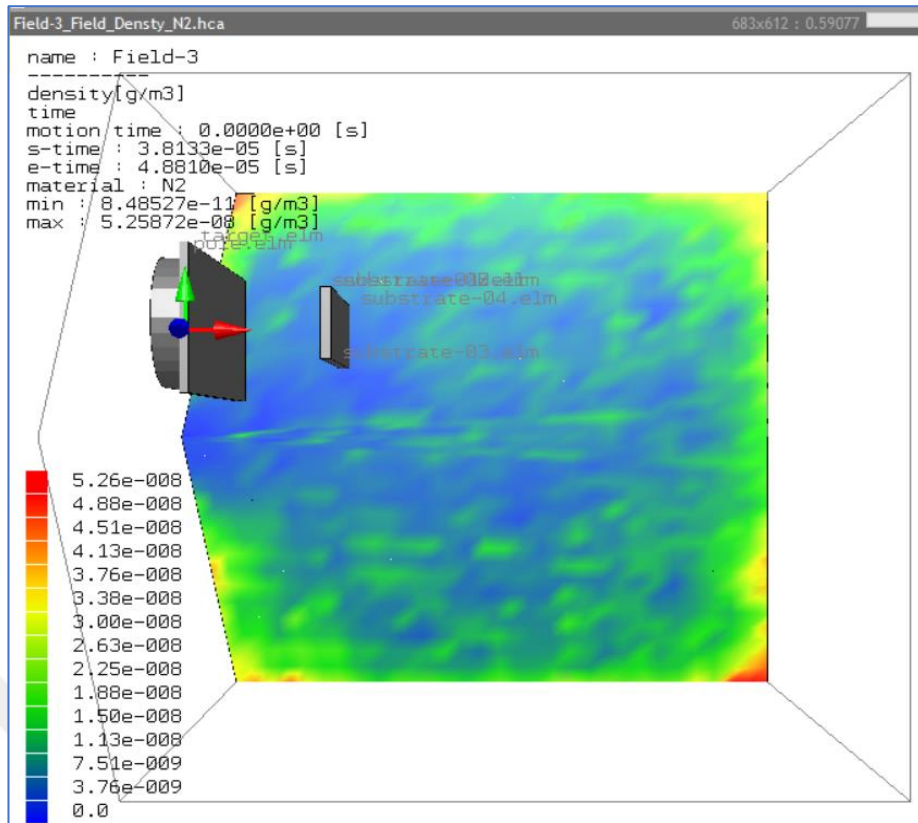 Field-3_Field_Densty_N2.hca
683x612 : 0.59077
name : Field-3
----------
density[g/m3]
time
motion time : 0.0000e+00 [s]
s-time : 3.8133e-05 [s]
e-time : 4.8810e-05 [s]
material : N2
min : 8.48527e-11 [g/m3]
max : 5.25872e-08 [g/m3]
target.elm
pole.elm
substrate-04.elm
substrate-03.elm
5.26e-008
4.88e-008
4.51e-008
4.13e-008
3.76e-008
3.38e-008
3.00e-008
2.63e-008
2.25e-008
1.88e-008
1.50e-008
1.13e-008
7.51e-009
3.76e-009
0.0